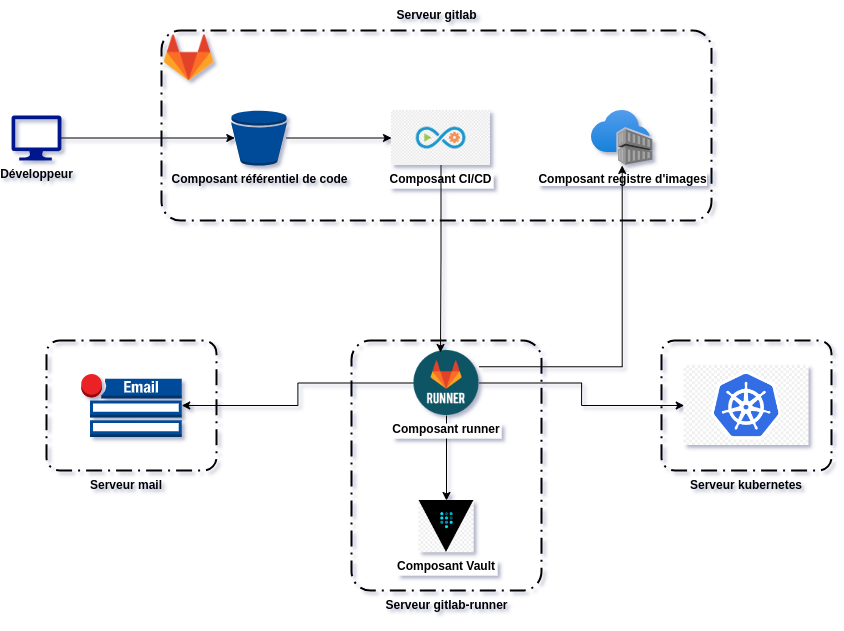 Serveur gitlab
Développeur
Composant référentiel de code
Composant CI/CD
Composant registre d'images
Email
RUNNER
Composant runner
Serveur mail
Serveur kubernetes
Composant Vault
Serveur gitlab-runner